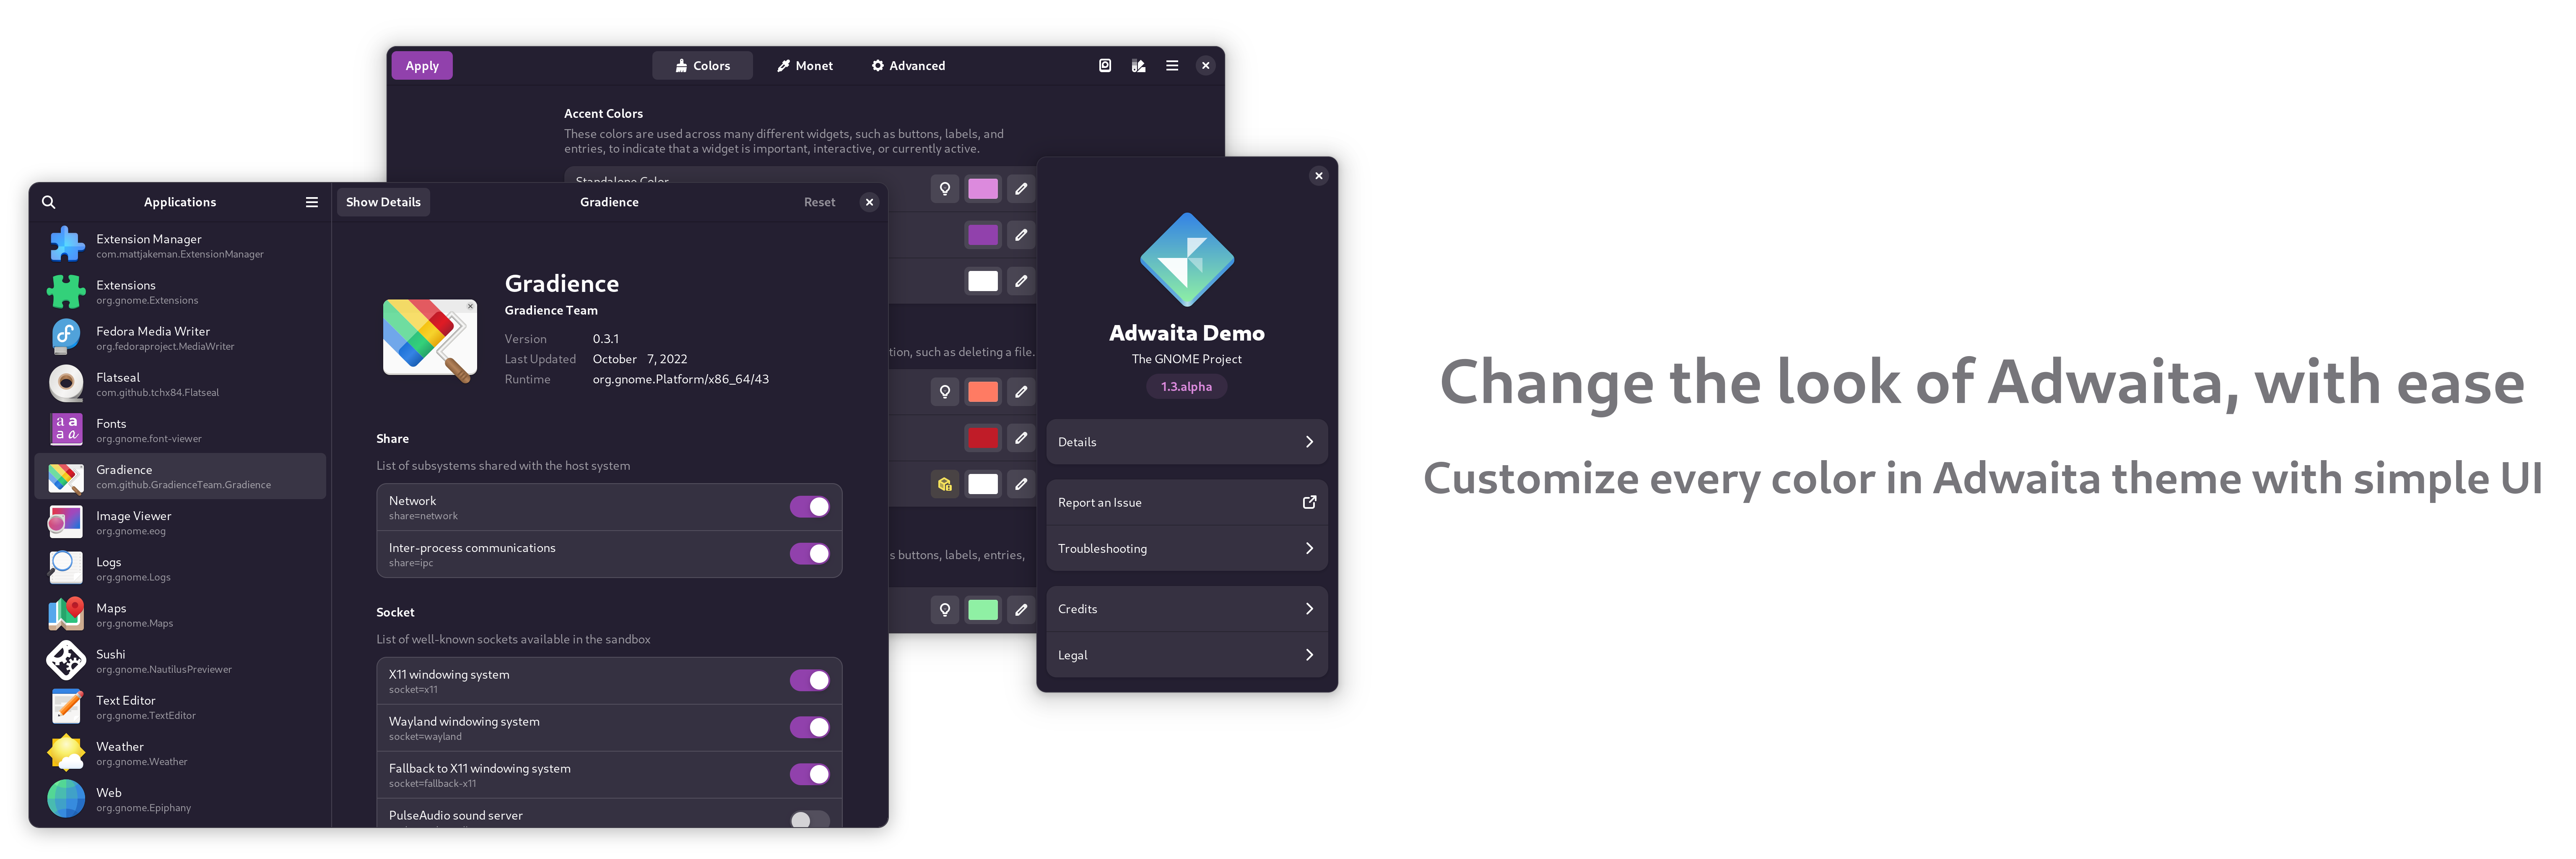 Apply
Colors
Monet
Advanced
Accent Colors
These colors are used across many different widgets, such as buttons, labels, and
entries, to indicate that a widget is important, interactive, or currently active.
Standalone Color
tion, such as deleting a file.
s buttons, labels, entries,
Applications
Extension Manager
com.mattjakeman.ExtensionManager
Extensions
org.gnome.Extensions
Fedora Media Writer
org.fedoraproject.MediaWriter
Flatseal
com.github.tchx84.Flatseal
Fonts
org.gnome.font-viewer
Gradience
com.github.GradienceTeam.Gradience
Image Viewer
org.gnome.eog
Logs
org.gnome.Logs
Maps
org.gnome.Maps
Sushi
org.gnome.NautilusPreviewer
Text Editor
org.gnome.TextEditor
Weather
org.gnome.Weather
Web
org.gnome.Epiphany
Show Details
Gradience
Reset
Gradience
Gradience Team
Version 0.3.1
Last Updated October 7, 2022
Runtime org.gnome.Platform/x86_64/43
Share
List of subsystems shared with the host system
Network
share=network
Inter-process communications
share=ipc
Socket
List of well-known sockets available in the sandbox
X11 windowing system
socket=x11
Wayland windowing system
socket=wayland
Fallback to X11 windowing system
socket=fallback-x11
PulseAudio sound server
Adwaita Demo
The GNOME Project
1.3.alpha
Details
Report an Issue
Troubleshooting
Credits
Legal
Change the look of Adwaita, with ease
Customize every color in Adwaita theme with simple UI